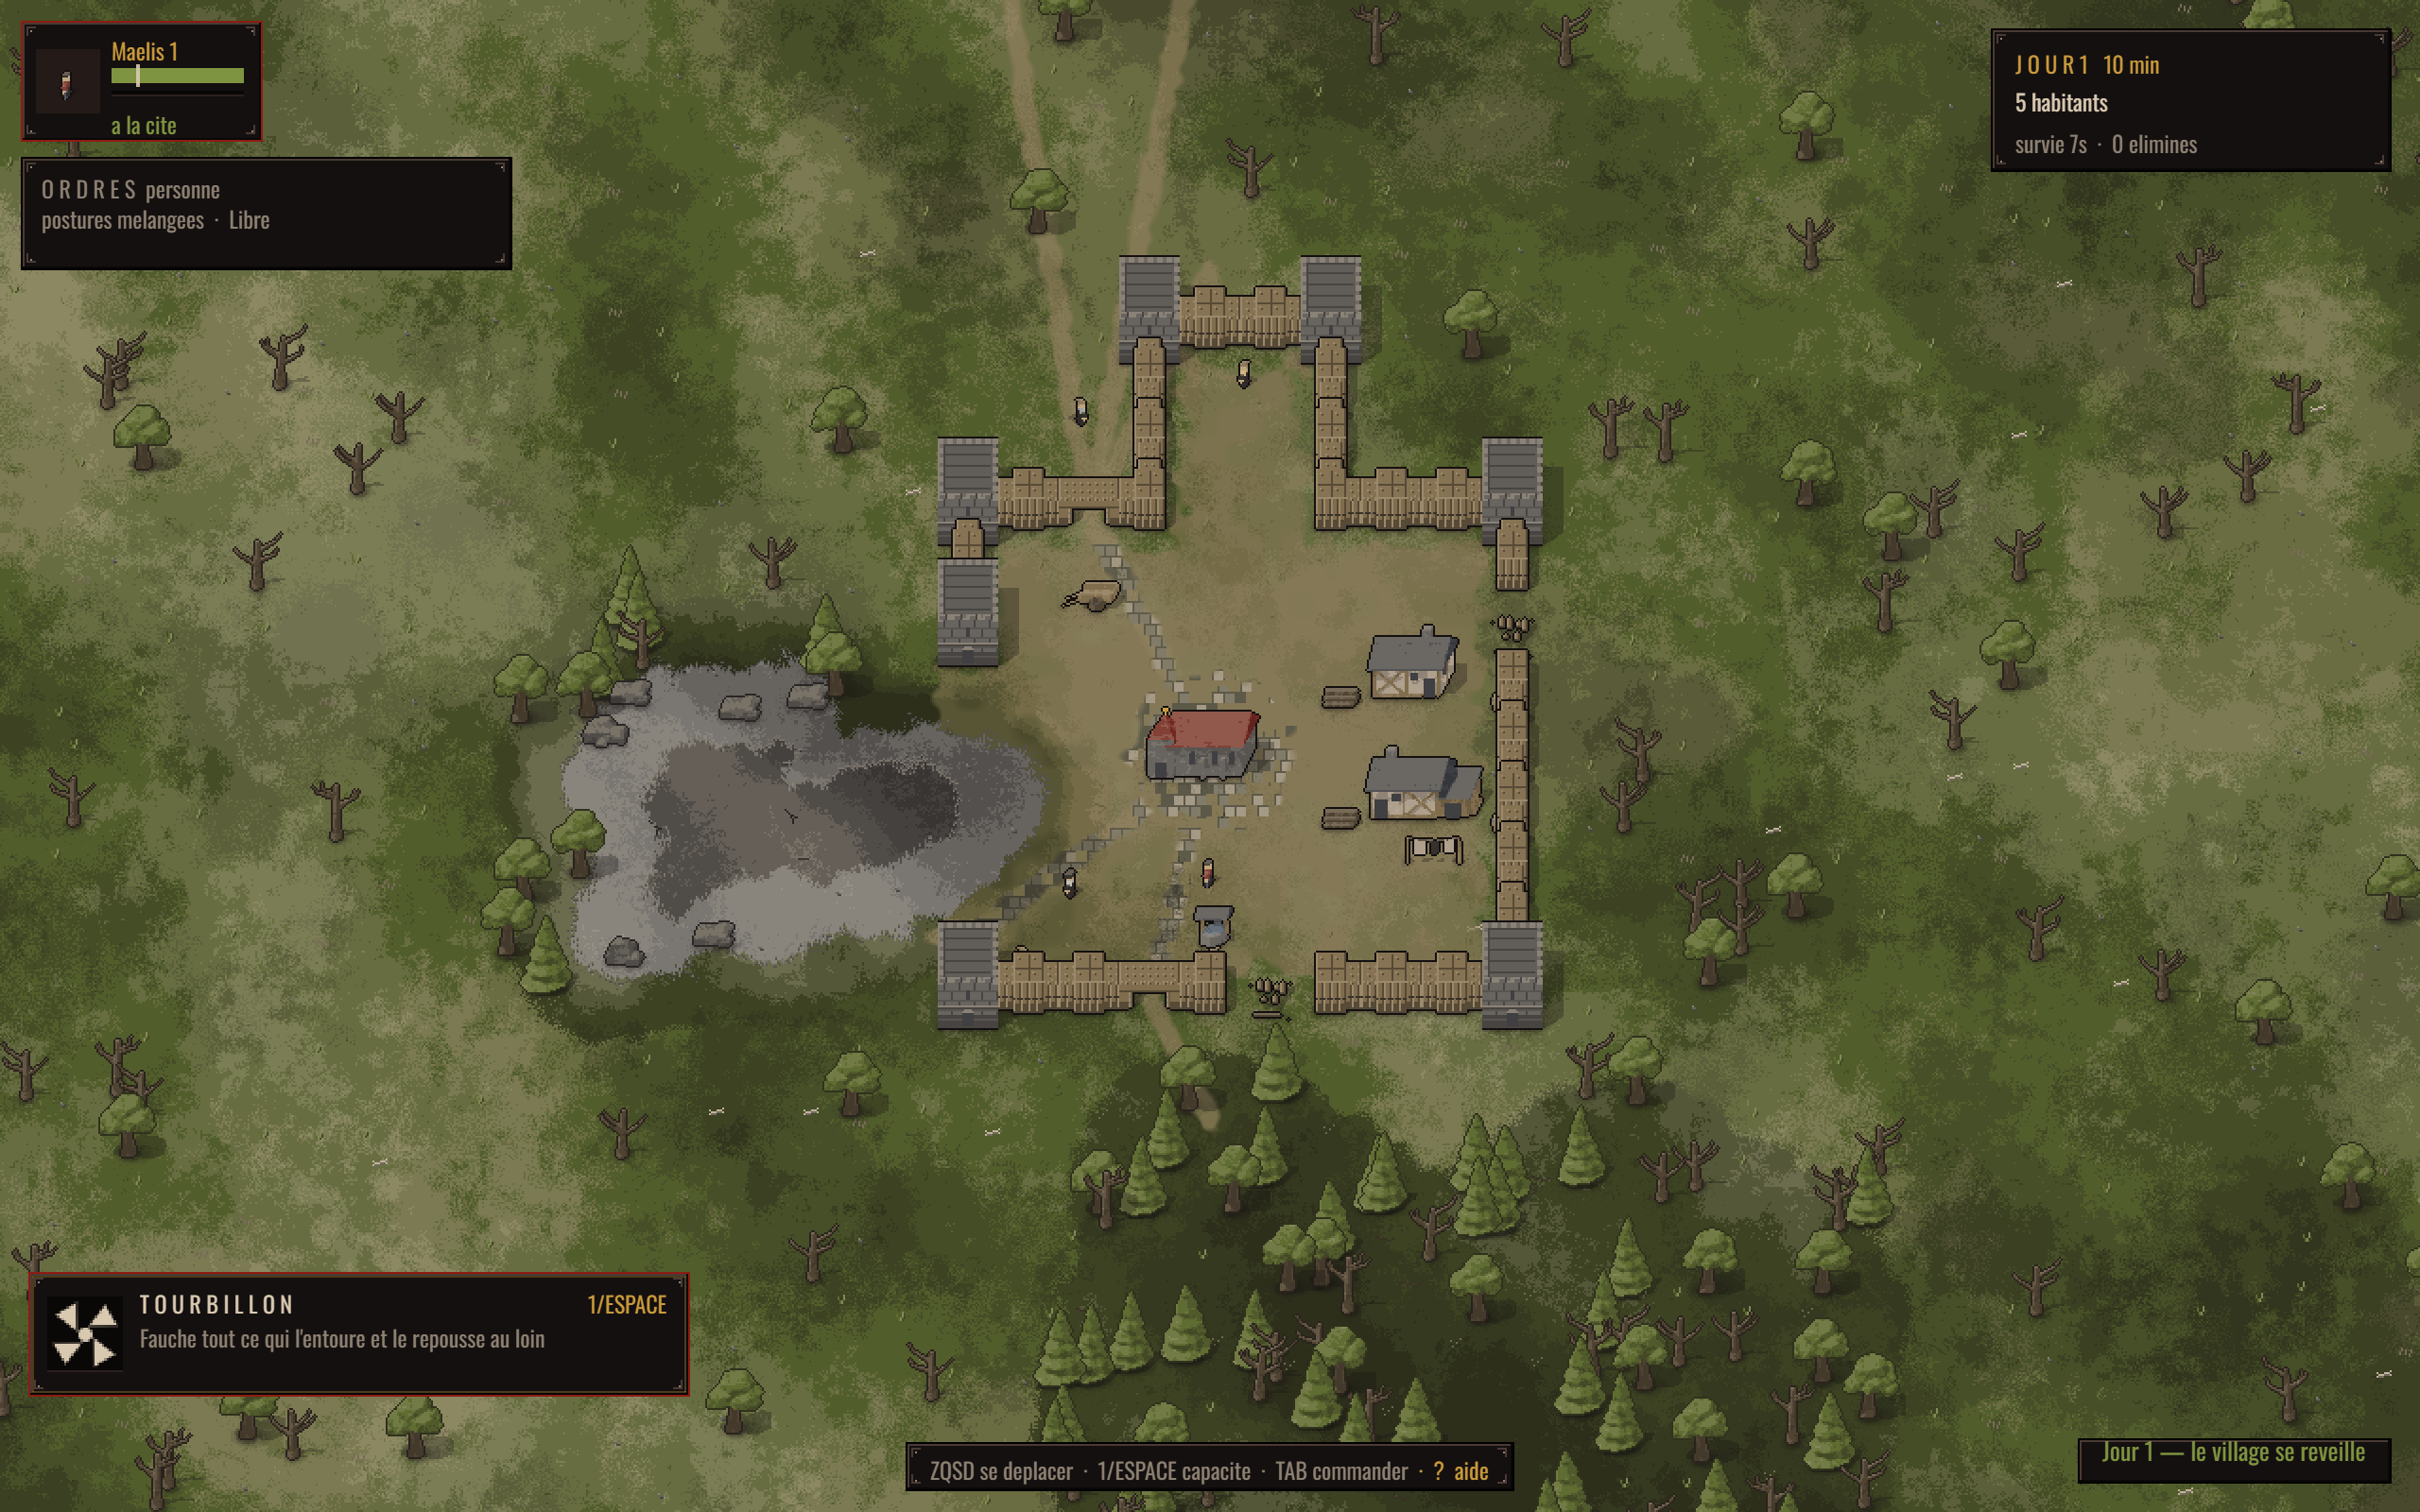 Maelis 1
a la cite
ORDRES personne
postures melangees · Libre
JOUR1 10 min
5 habitants
survie 7s · 0 elimines
TOURBILLON 1/ESPACE
Fauche tout ce qui l'entoure et le repousse au loin
ZQSD se deplacer · 1/ESPACE capacite · TAB commander · ? aide
Jour 1 — le village se reveille